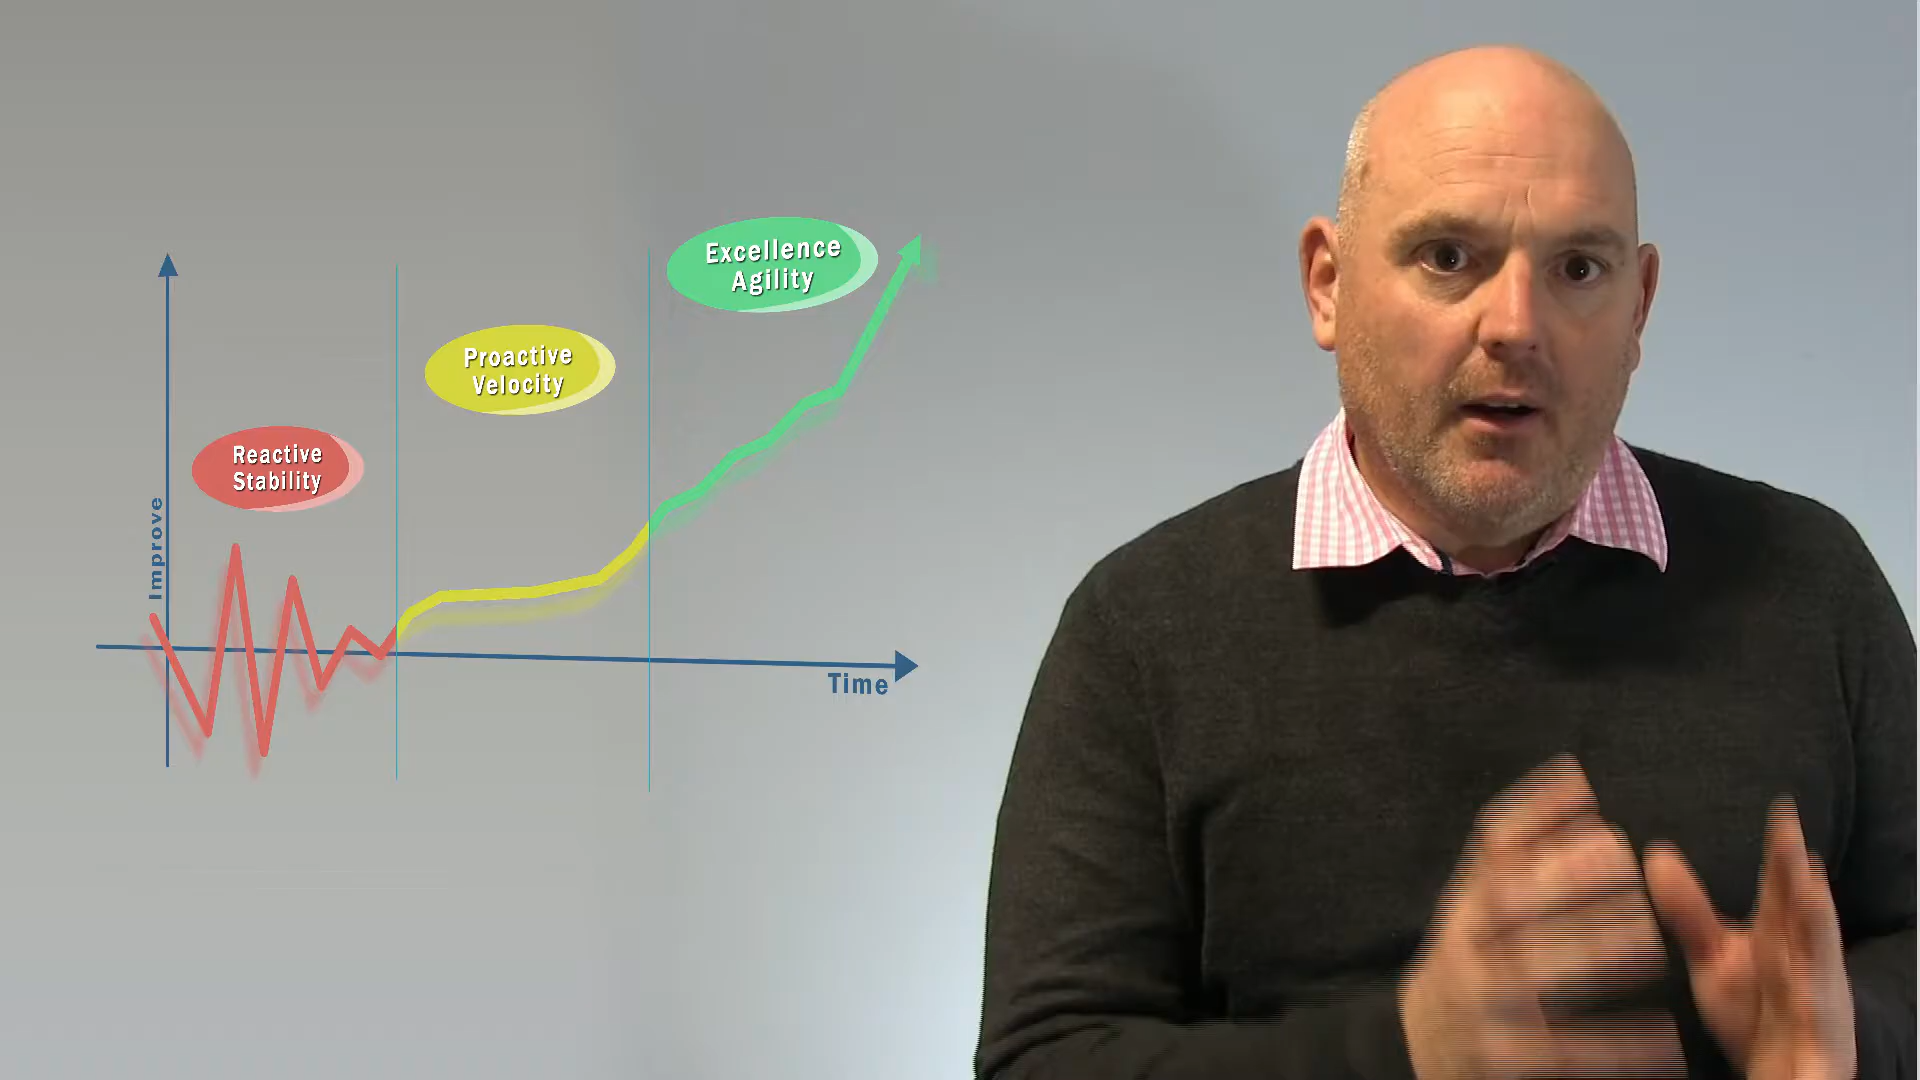 Excellence
Agility
Proactive
Velocity
Reactive
Stability
Improve
Time